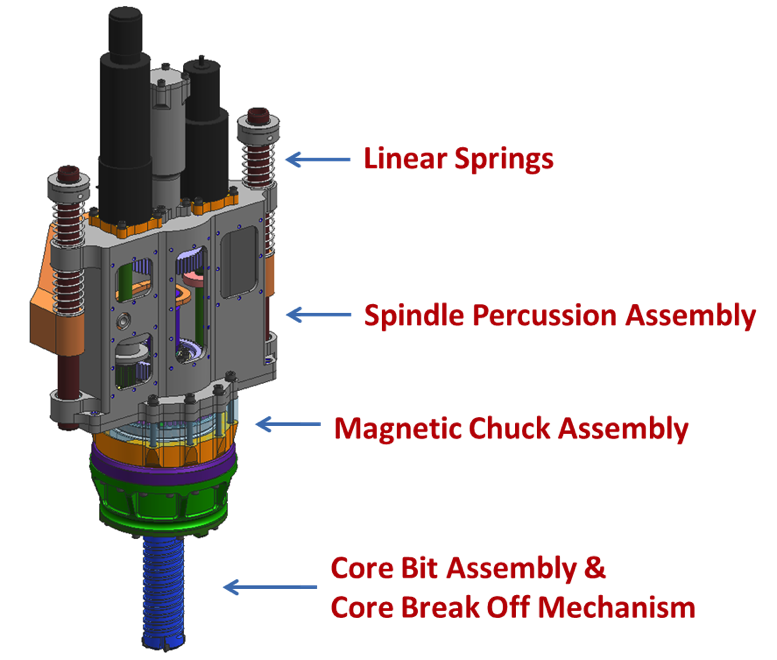 Linear Springs
Spindle Percussion Assembly
Magnetic Chuck Assembly
Core Bit Assembly &
Core Break Off Mechanism